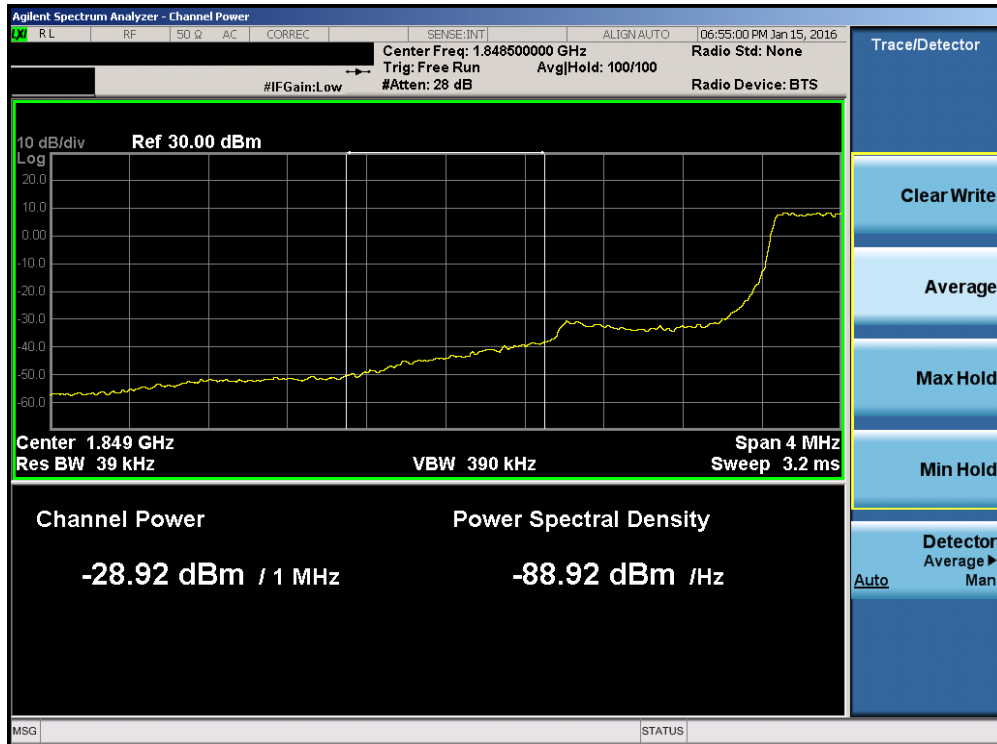 Agilent Spectrum Analyzer - Channel Power
LXI RL RF 50 Ω AC CORREC SENSE:INT ALIGN AUTO 06:55:00 PM Jan 15, 2016
Center Freq: 1.848500000 GHz Radio Std: None
Trig: Free Run Avg|Hold: 100/100
#IFGain:Low #Atten: 28 dB Radio Device: BTS
Trace/Detector
10 dB/div Ref 30.00 dBm
Log
20.0
10.0
0.00
-10.0
-20.0
-30.0
-40.0
-50.0
-60.0
Center 1.849 GHz Span 4 MHz
Res BW 39 kHz VBW 390 kHz Sweep 3.2 ms
Channel Power Power Spectral Density
-28.92 dBm / 1 MHz -88.92 dBm /Hz
Clear Write
Average
Max Hold
Min Hold
Detector
Average▶
Auto Man
MSG STATUS